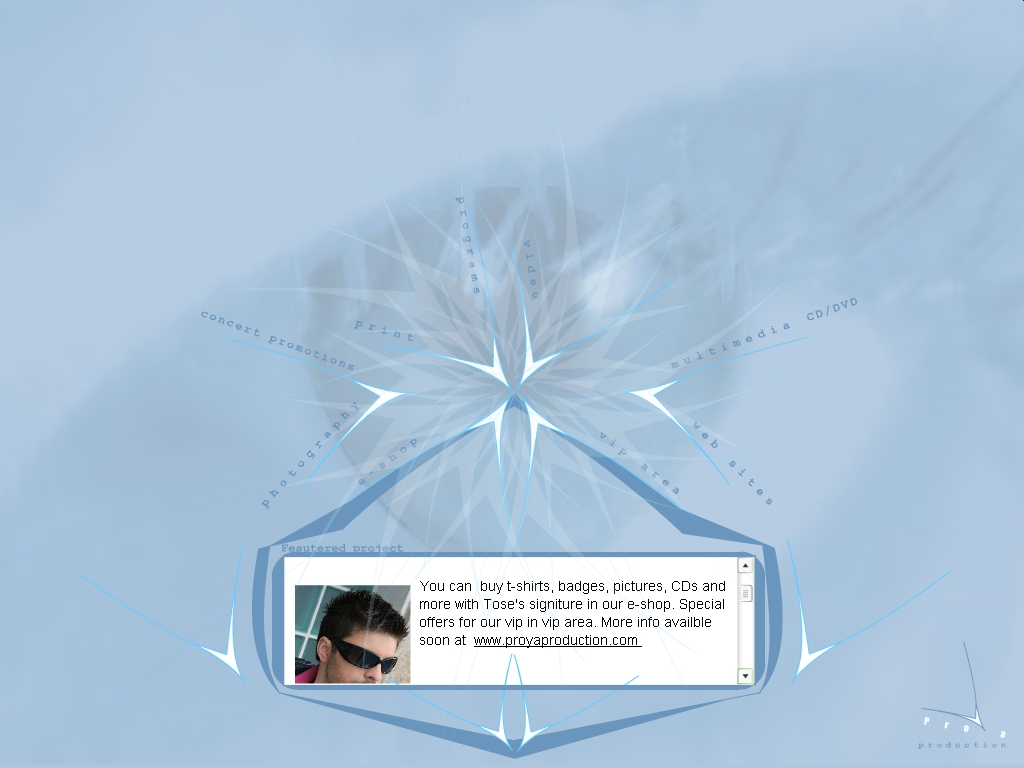 programs
video
concert promotions
print
multimedia CD/DVD
photography
e-shop
vip area
web sites
Feautered project
You can buy t-shirts, badges, pictures, CDs and
more with Tose's signiture in our e-shop. Special
offers for our vip in vip area. More info availble
soon at www.proyaproduction.com
Proa
production